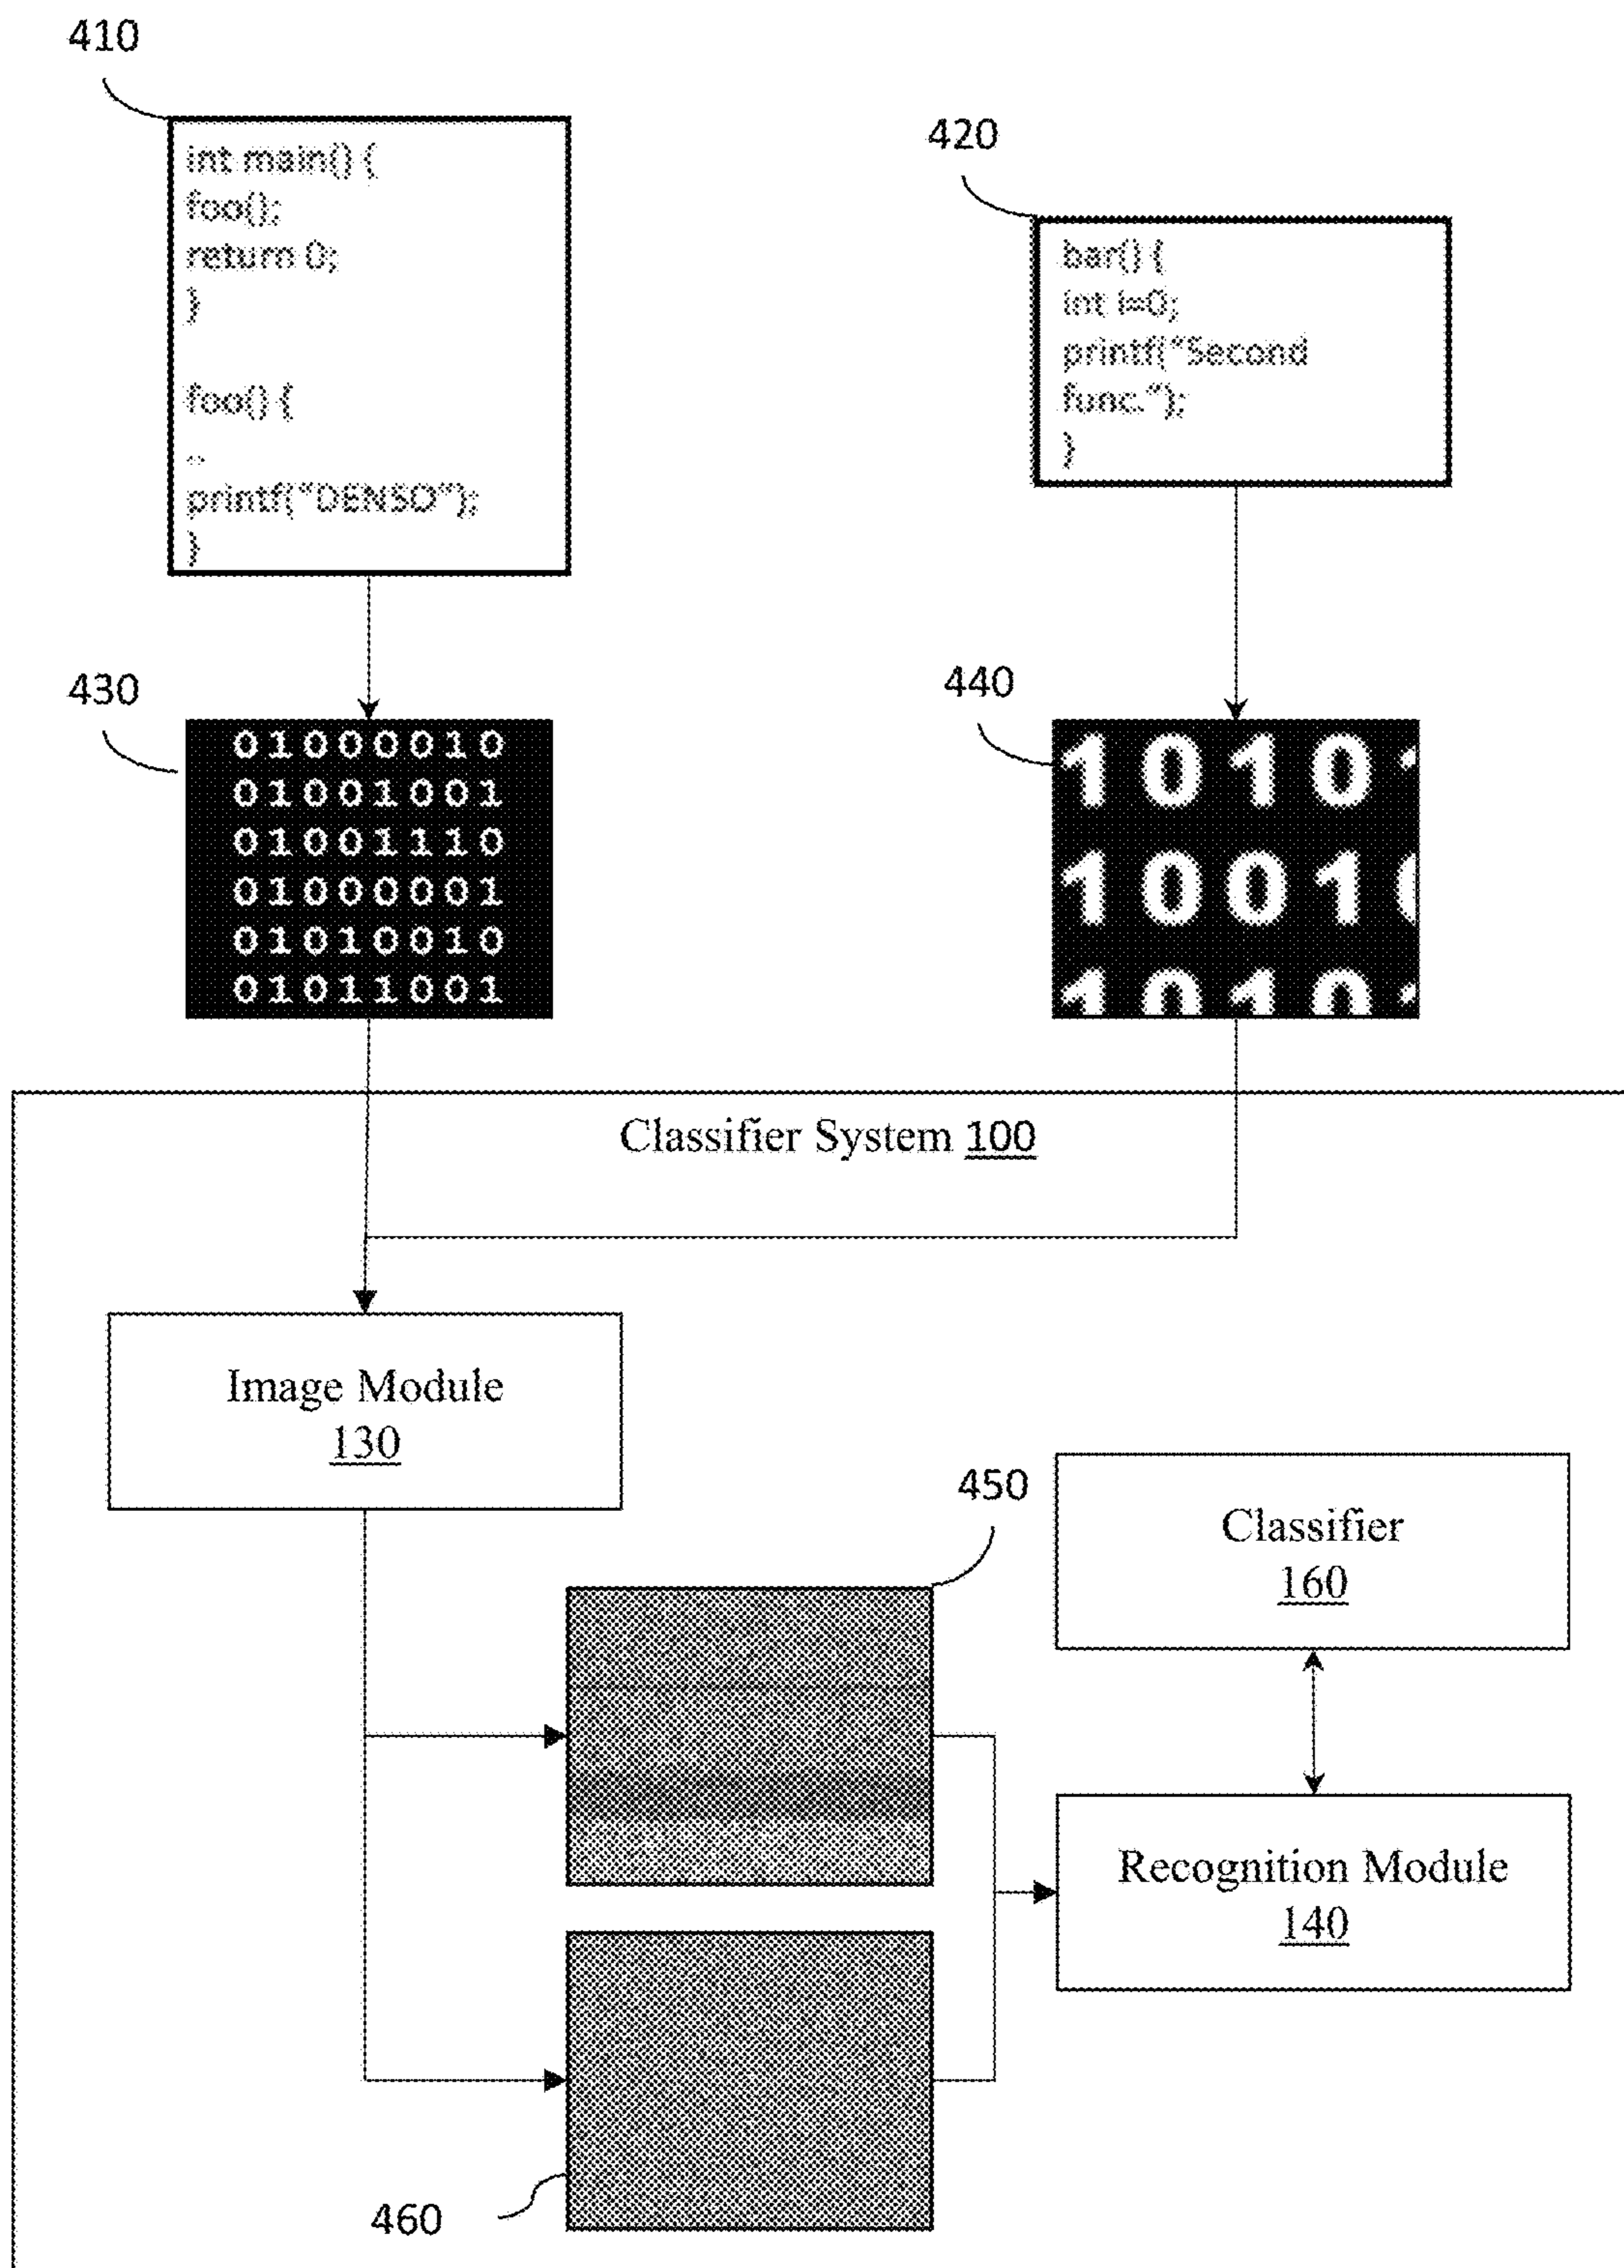 410
int main() {
foo();
return 0;
}
foo() {
..
printf("DENSO");
}
420
bar() {
int i=0;
printf("Second
func.");
}
430
01000010
01001001
01001110
01000001
01010010
01011001
440
1010
1001
1010
Classifier System 100
Image Module
130
450
Classifier
160
Recognition Module
140
460